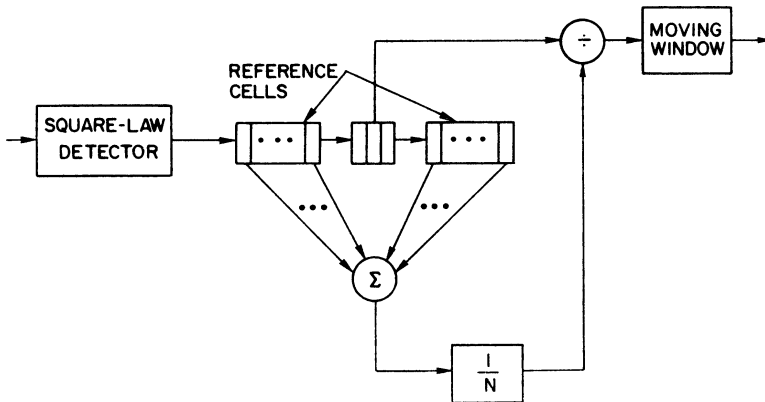 MOVING
WINDOW
÷
REFERENCE
CELLS
SQUARE-LAW
DETECTOR
•••
•••
•••
•••
Σ
1
N